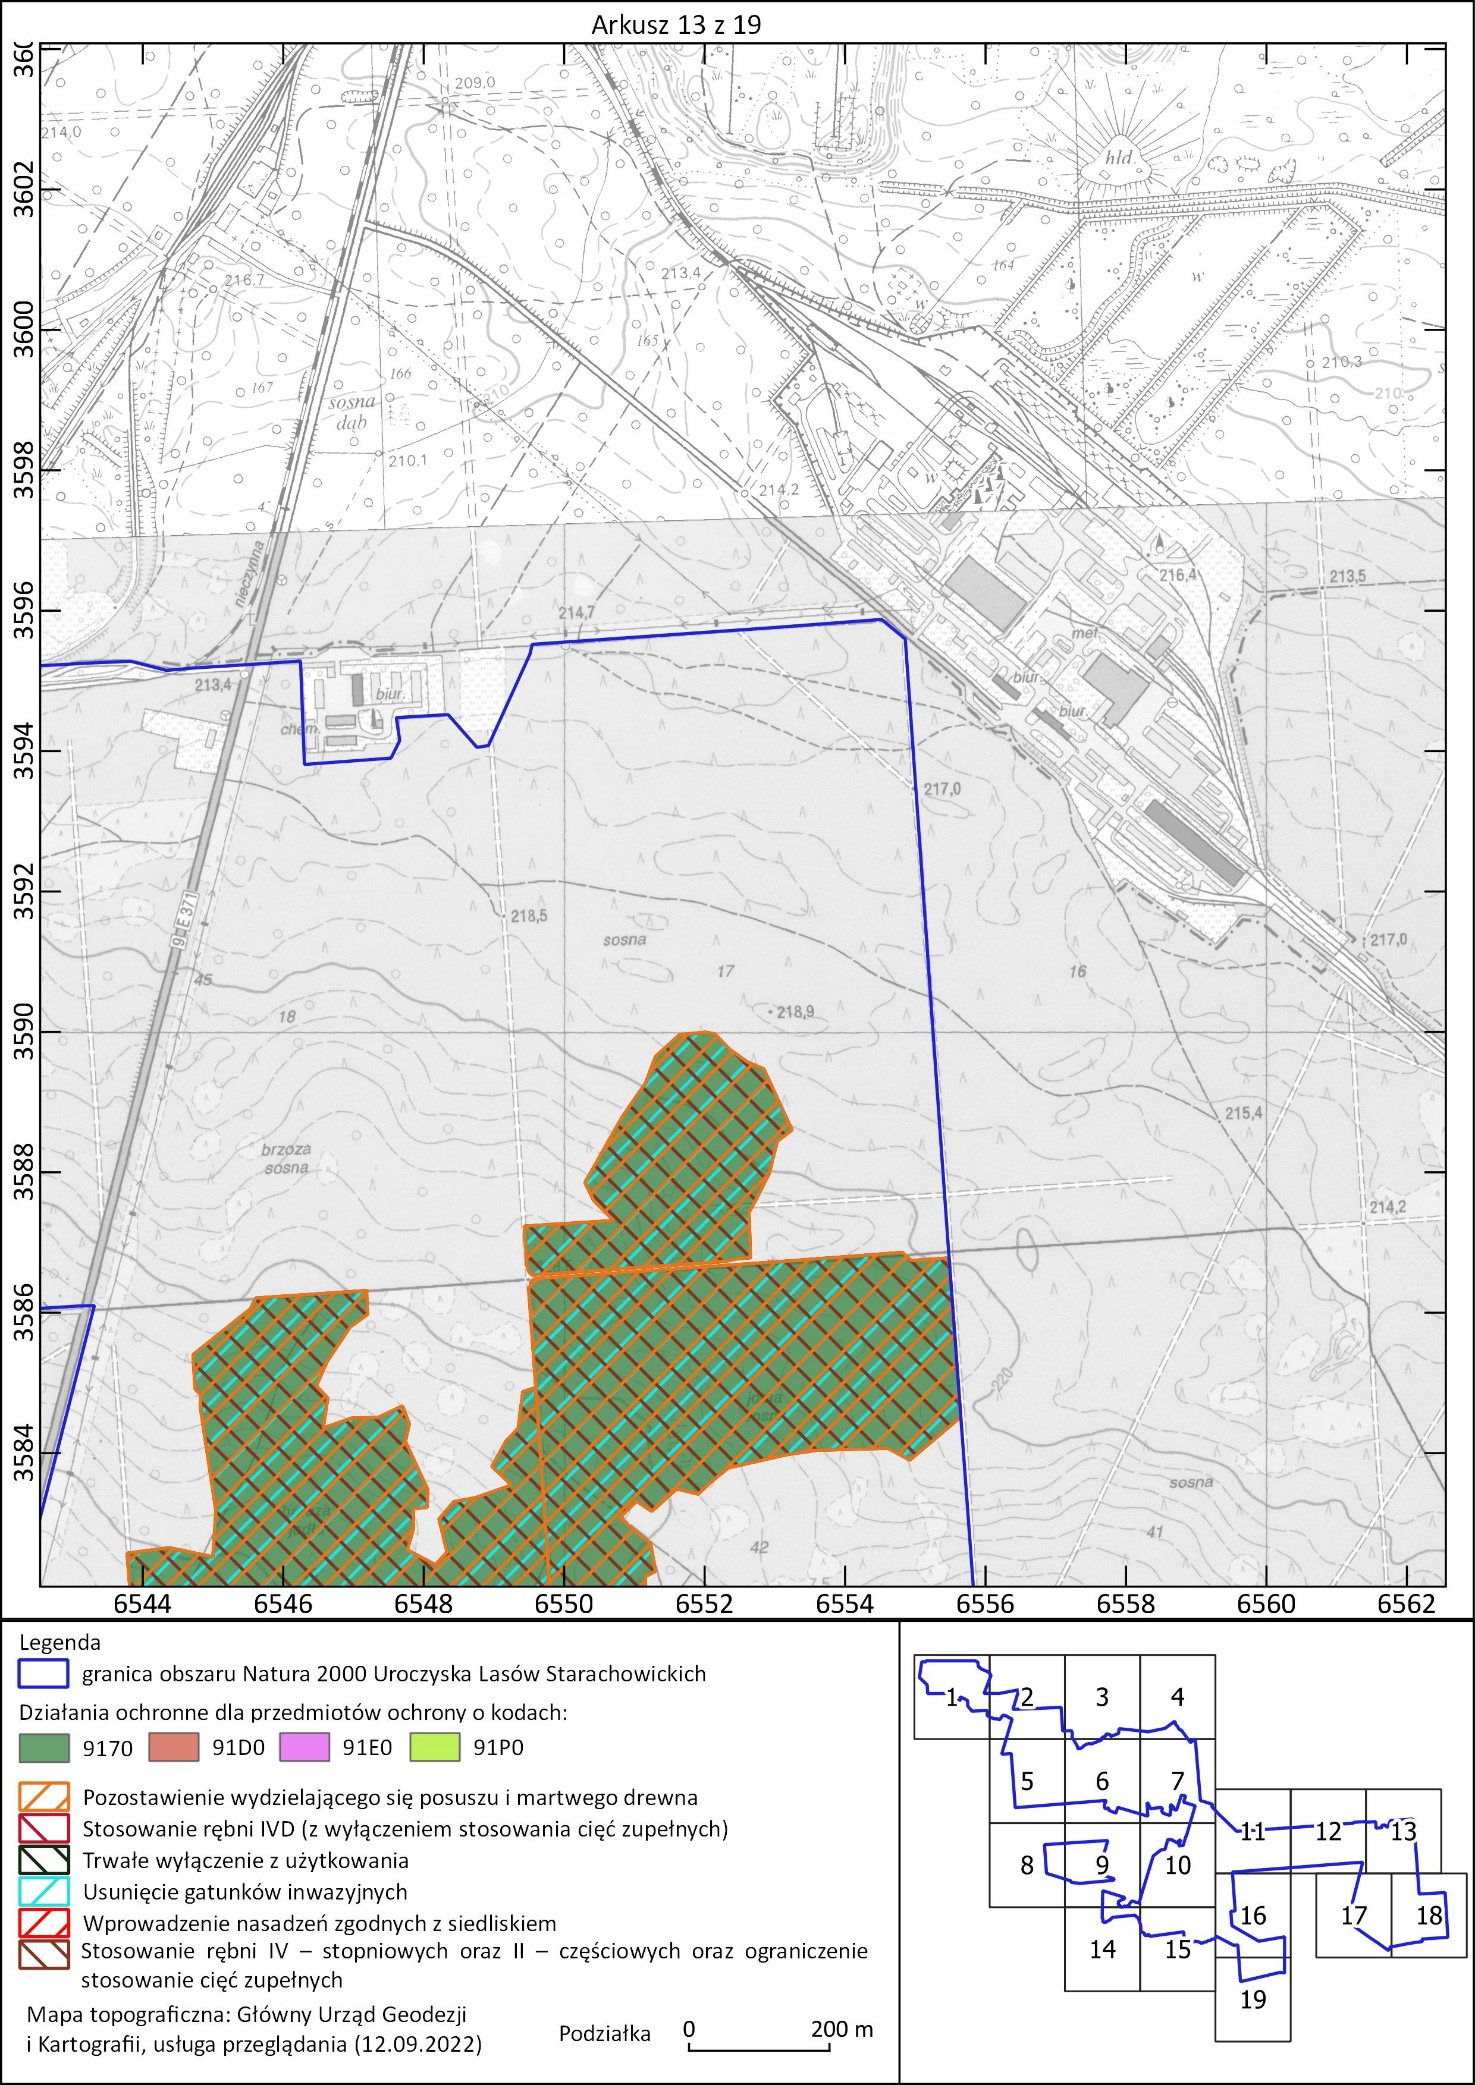 Arkusz 13 z 19
209.0
214.0
hłd.
3602
216.7
213.4
164
w
w
3600
165
210.3
167
166
210
210
sosna
dąb
210.1
3598
214.2
w
4
s
nieczynna
216,4
213,5
3596
214,7
met.
213,4
biur.
biur.
chem.
biur.
3594
217,0
3592
9-E 371
218,5
sosna
217,0
45
17
16
18
218,9
3590
215,4
brzoza
sosna
3588
214,2
3586
220
3584
sosna
41
42
7,5
6544
6546
6548
6550
6552
6554
6556
6558
6560
6562
Legenda
granica obszaru Natura 2000 Uroczyska Lasów Starachowickich
Działania ochronne dla przedmiotów ochrony o kodach:
9170
91D0
91E0
91P0
Pozostawienie wydzielającego się posuszu i martwego drewna
Stosowanie rębni IVD (z wyłączeniem stosowania cięć zupełnych)
Trwałe wyłączenie z użytkowania
Usunięcie gatunków inwazyjnych
Wprowadzenie nasadzeń zgodnych z siedliskiem
Stosowanie rębni IV – stopniowych oraz II – częściowych oraz ograniczenie
stosowanie cięć zupełnych
Mapa topograficzna: Główny Urząd Geodezji
i Kartografii, usługa przeglądania (12.09.2022)
Podziałka
0
200 m
1
2
3
4
5
6
7
8
9
10
11
12
13
14
15
16
17
18
19